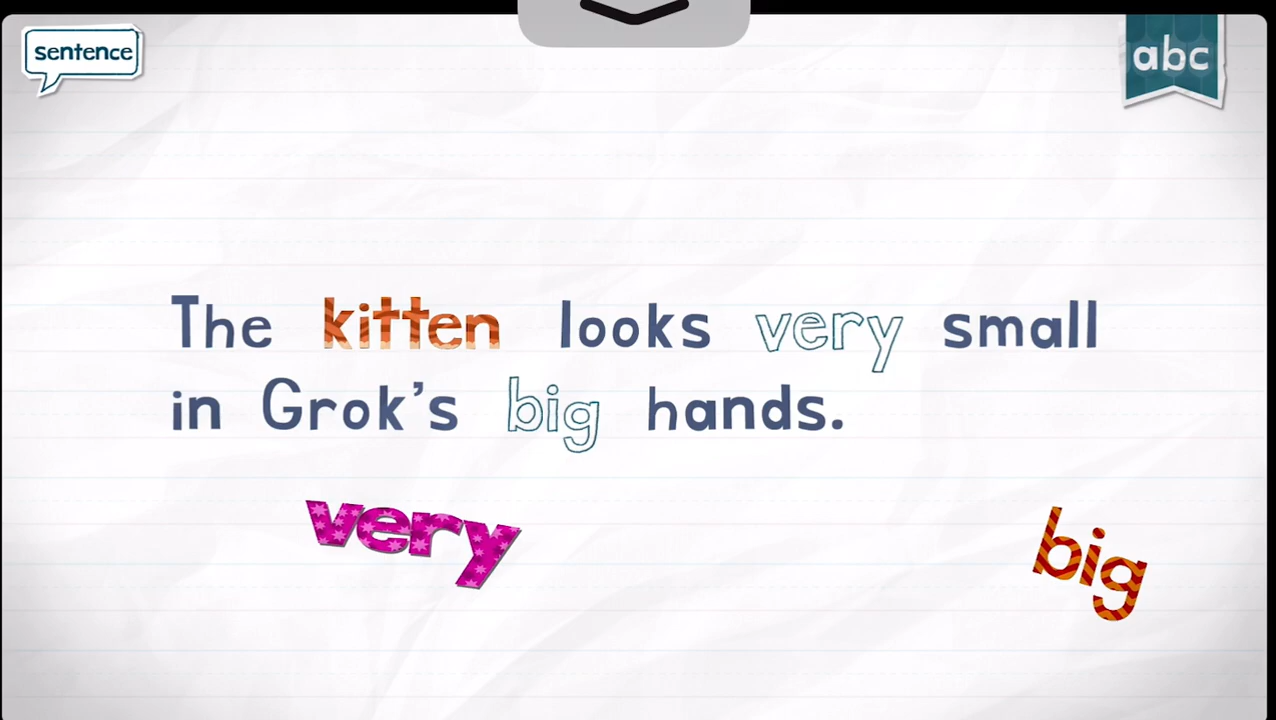 sentence
abc
The kitten looks very small
in Grok's big hands.
very
big